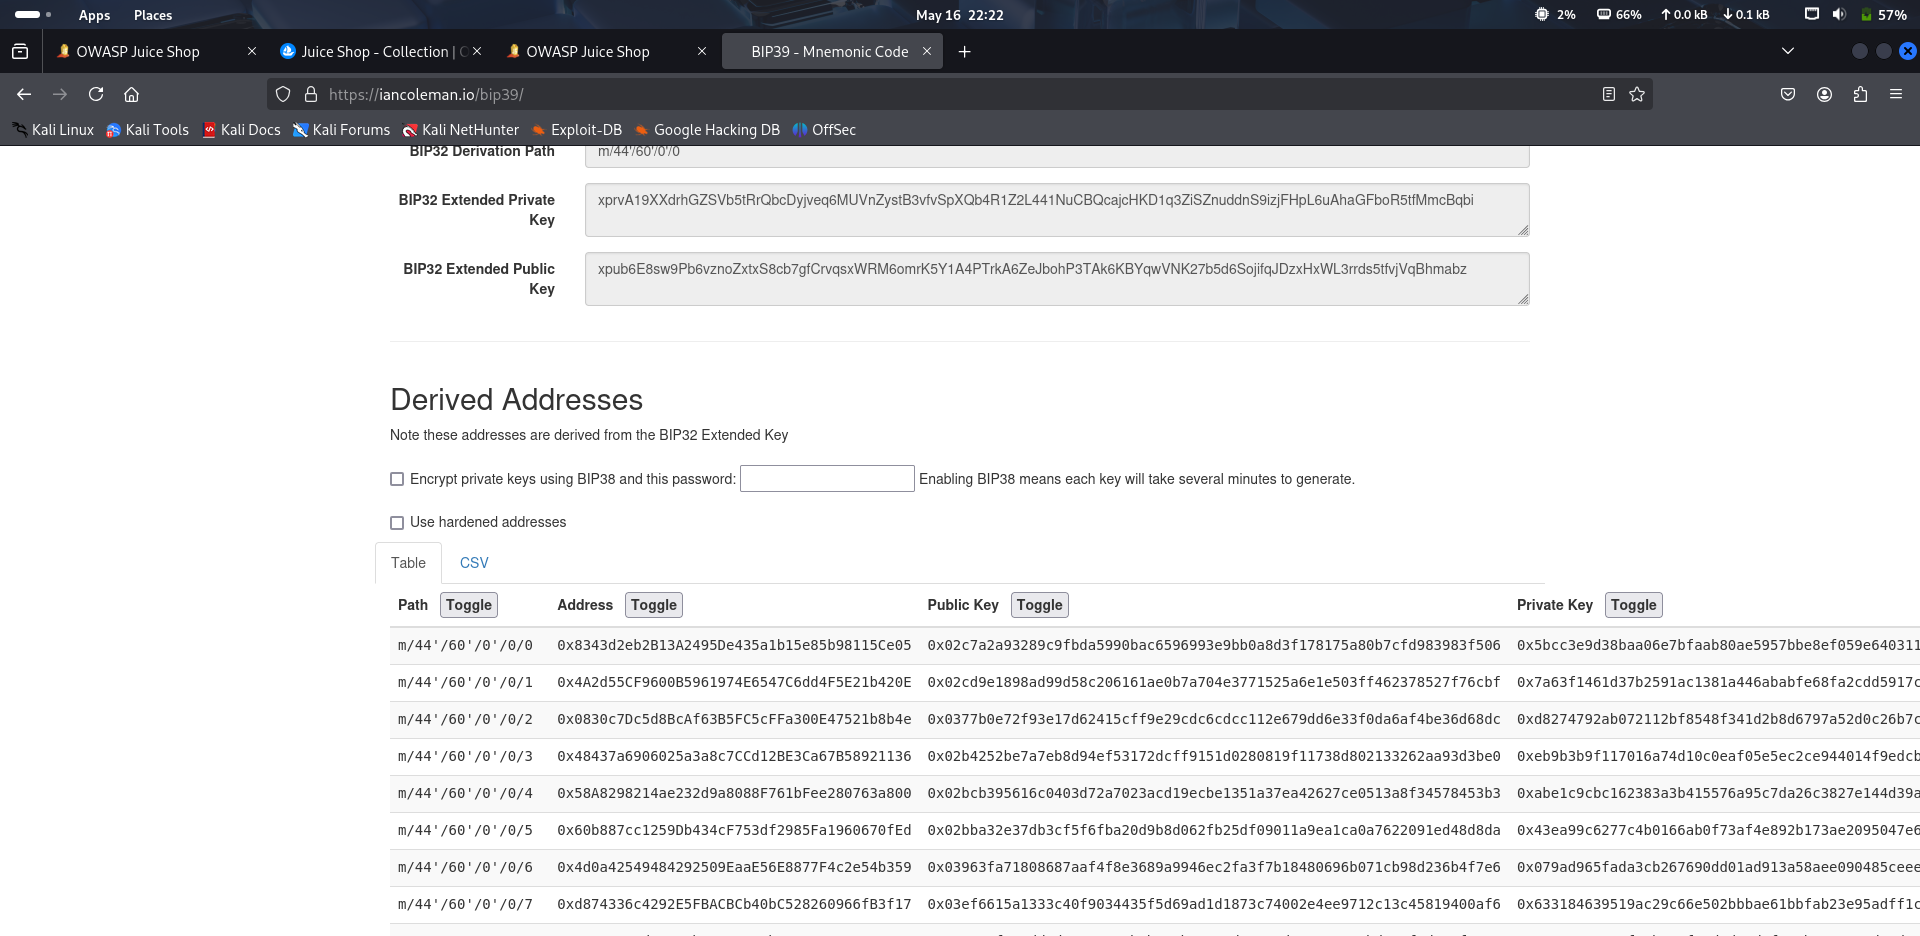 Apps Places May 16 22:22 2% 66% 0.0 kB 0.1 kB 57%
OWASP Juice Shop Juice Shop - Collection | OWASP Juice Shop BIP39 - Mnemonic Code
https://iancoleman.io/bip39/
Kali Linux Kali Tools Kali Docs Kali Forums Kali NetHunter Exploit-DB Google Hacking DB OffSec
BIP32 Derivation Path m/44'/60'/0'/0
BIP32 Extended Private Key xprvA19XXdrhGZSVb5tRrQbcDyjveq6MUVnZystB3vfvSpXQb4R1Z2L441NuCBQcajcHKD1q3ZiSZnuddnS9izjFHpL6uAhaGFboR5tfMmcBqbi
BIP32 Extended Public Key xpub6E8sw9Pb6vznoZxtxS8cb7gfCrvqsxWRM6omrK5Y1A4PTrkA6ZeJbohP3TAk6KBYqwVNK27b5d6SojifqJDzxHxWL3rrds5tfvjVqBhmabz
Derived Addresses
Note these addresses are derived from the BIP32 Extended Key
Encrypt private keys using BIP38 and this password: Enabling BIP38 means each key will take several minutes to generate.
Use hardened addresses
Table CSV
Path Toggle Address Toggle Public Key Toggle Private Key Toggle
m/44'/60'/0'/0/0 0x8343d2eb2B13A2495De435a1b15e85b98115Ce05 0x02c7a2a93289c9fbda5990bac6596993e9bb0a8d3f178175a80b7cfd983983f506 0x5bcc3e9d38baa06e7bfaab80ae5957bbe8ef059e640311
m/44'/60'/0'/0/1 0x4A2d55CF9600B5961974E6547C6dd4F5E21b420E 0x02cd9e1898ad99d58c206161ae0b7a704e3771525a6e1e503ff462378527f76cbf 0x7a63f1461d37b2591ac1381a446ababfe68fa2cdd5917c
m/44'/60'/0'/0/2 0x0830c7Dc5d8BcAf63B5FC5cFFa300E47521b8b4e 0x0377b0e72f93e17d62415cff9e29cdc6cdcc112e679dd6e33f0da6af4be36d68dc 0xd8274792ab072112bf8548f341d2b8d6797a52d0c26b7c
m/44'/60'/0'/0/3 0x48437a6906025a3a8c7CCd12BE3Ca67B58921136 0x02b4252be7a7eb8d94ef53172dcff9151d0280819f11738d802133262aa93d3be0 0xeb9b3b9f117016a74d10c0eaf05e5ec2ce944014f9edcb
m/44'/60'/0'/0/4 0x58A8298214ae232d9a8088F761bFee280763a800 0x02bcb395616c0403d72a7023acd19ecbe1351a37ea42627ce0513a8f34578453b3 0xabe1c9cbc162383a3b415576a95c7da26c3827e144d39a
m/44'/60'/0'/0/5 0x60b887cc1259Db434cF753df2985Fa1960670fEd 0x02bba32e37db3cf5f6fba20d9b8d062fb25df09011a9ea1ca0a7622091ed48d8da 0x43ea99c6277c4b0166ab0f73af4e892b173ae2095047e6
m/44'/60'/0'/0/6 0x4d0a42549484292509EaaE56E8877F4c2e54b359 0x03963fa71808687aaf4f8e3689a9946ec2fa3f7b18480696b071cb98d236b4f7e6 0x079ad965fada3cb267690dd01ad913a58aee090485ceee
m/44'/60'/0'/0/7 0xd874336c4292E5FBACBCb40bC528260966fB3f17 0x03ef6615a1333c40f9034435f5d69ad1d1873c74002e4ee9712c13c45819400af6 0x633184639519ac29c66e502bbbae61bbfab23e95adff1c